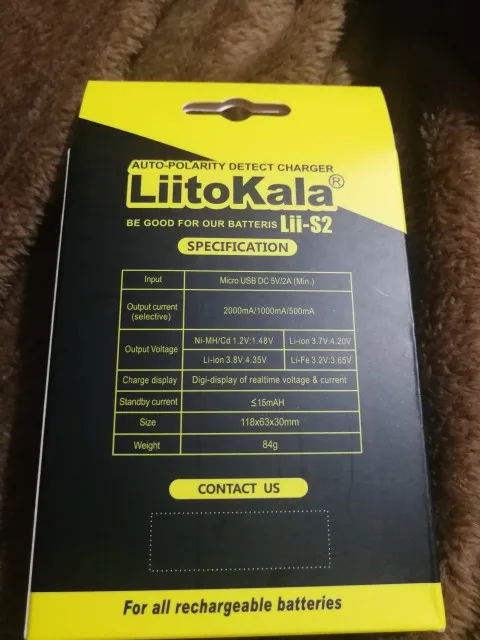 AUTO-POLARITY DETECT CHARGER
LiitoKala®
BE GOOD FOR OUR BATTERIS Lii-S2
SPECIFICATION
Input Micro USB DC 5V/2A (Min.)
Output current (selective) 2000mA/1000mA/500mA
Output Voltage Ni-MH/Cd 1.2V:1.48V Li-ion 3.7V:4.20V
Li-ion 3.8V:4.35V Li-Fe 3.2V:3.65V
Charge display Digi-display of realtime voltage & current
Standby current ≤15mAH
Size 118x63x30mm
Weight 84g
CONTACT US
For all rechargeable batteries